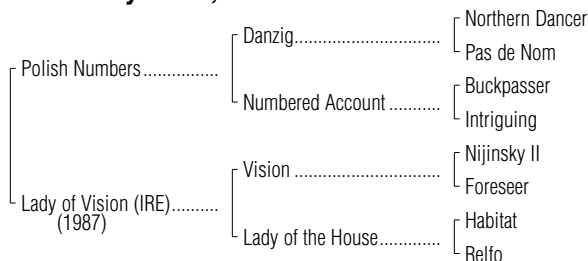 Northern Dancer
Danzig
Pas de Nom
Polish Numbers
Buckpasser
Numbered Account
Intriguing
Nijinsky II
Vision
Foreseer
Lady of Vision (IRE)
(1987)
Habitat
Lady of the House
Relfo